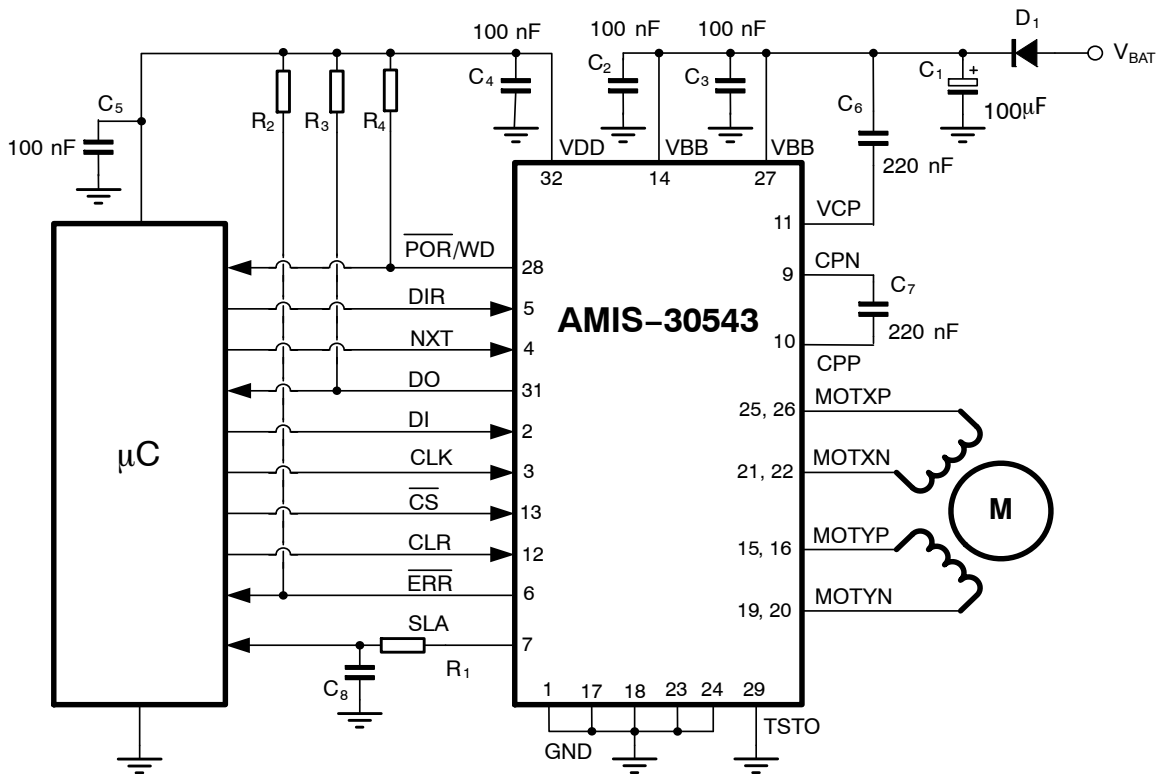 100 nF
100 nF
100 nF
D1
VBAT
C4
C2
C3
C1
+
100µF
C5
100 nF
R2
R3
R4
C6
220 nF
VDD
VBB
VBB
32
14
27
11
VCP
POR/WD
28
9
CPN
C7
220 nF
DIR
5
AMIS–30543
NXT
4
10
CPP
DO
31
25, 26
MOTXP
DI
2
µC
CLK
3
21, 22
MOTXN
CS
13
M
CLR
12
15, 16
MOTYP
ERR
6
19, 20
MOTYN
SLA
7
R1
C8
1
17
18
23
24
29
GND
TSTO